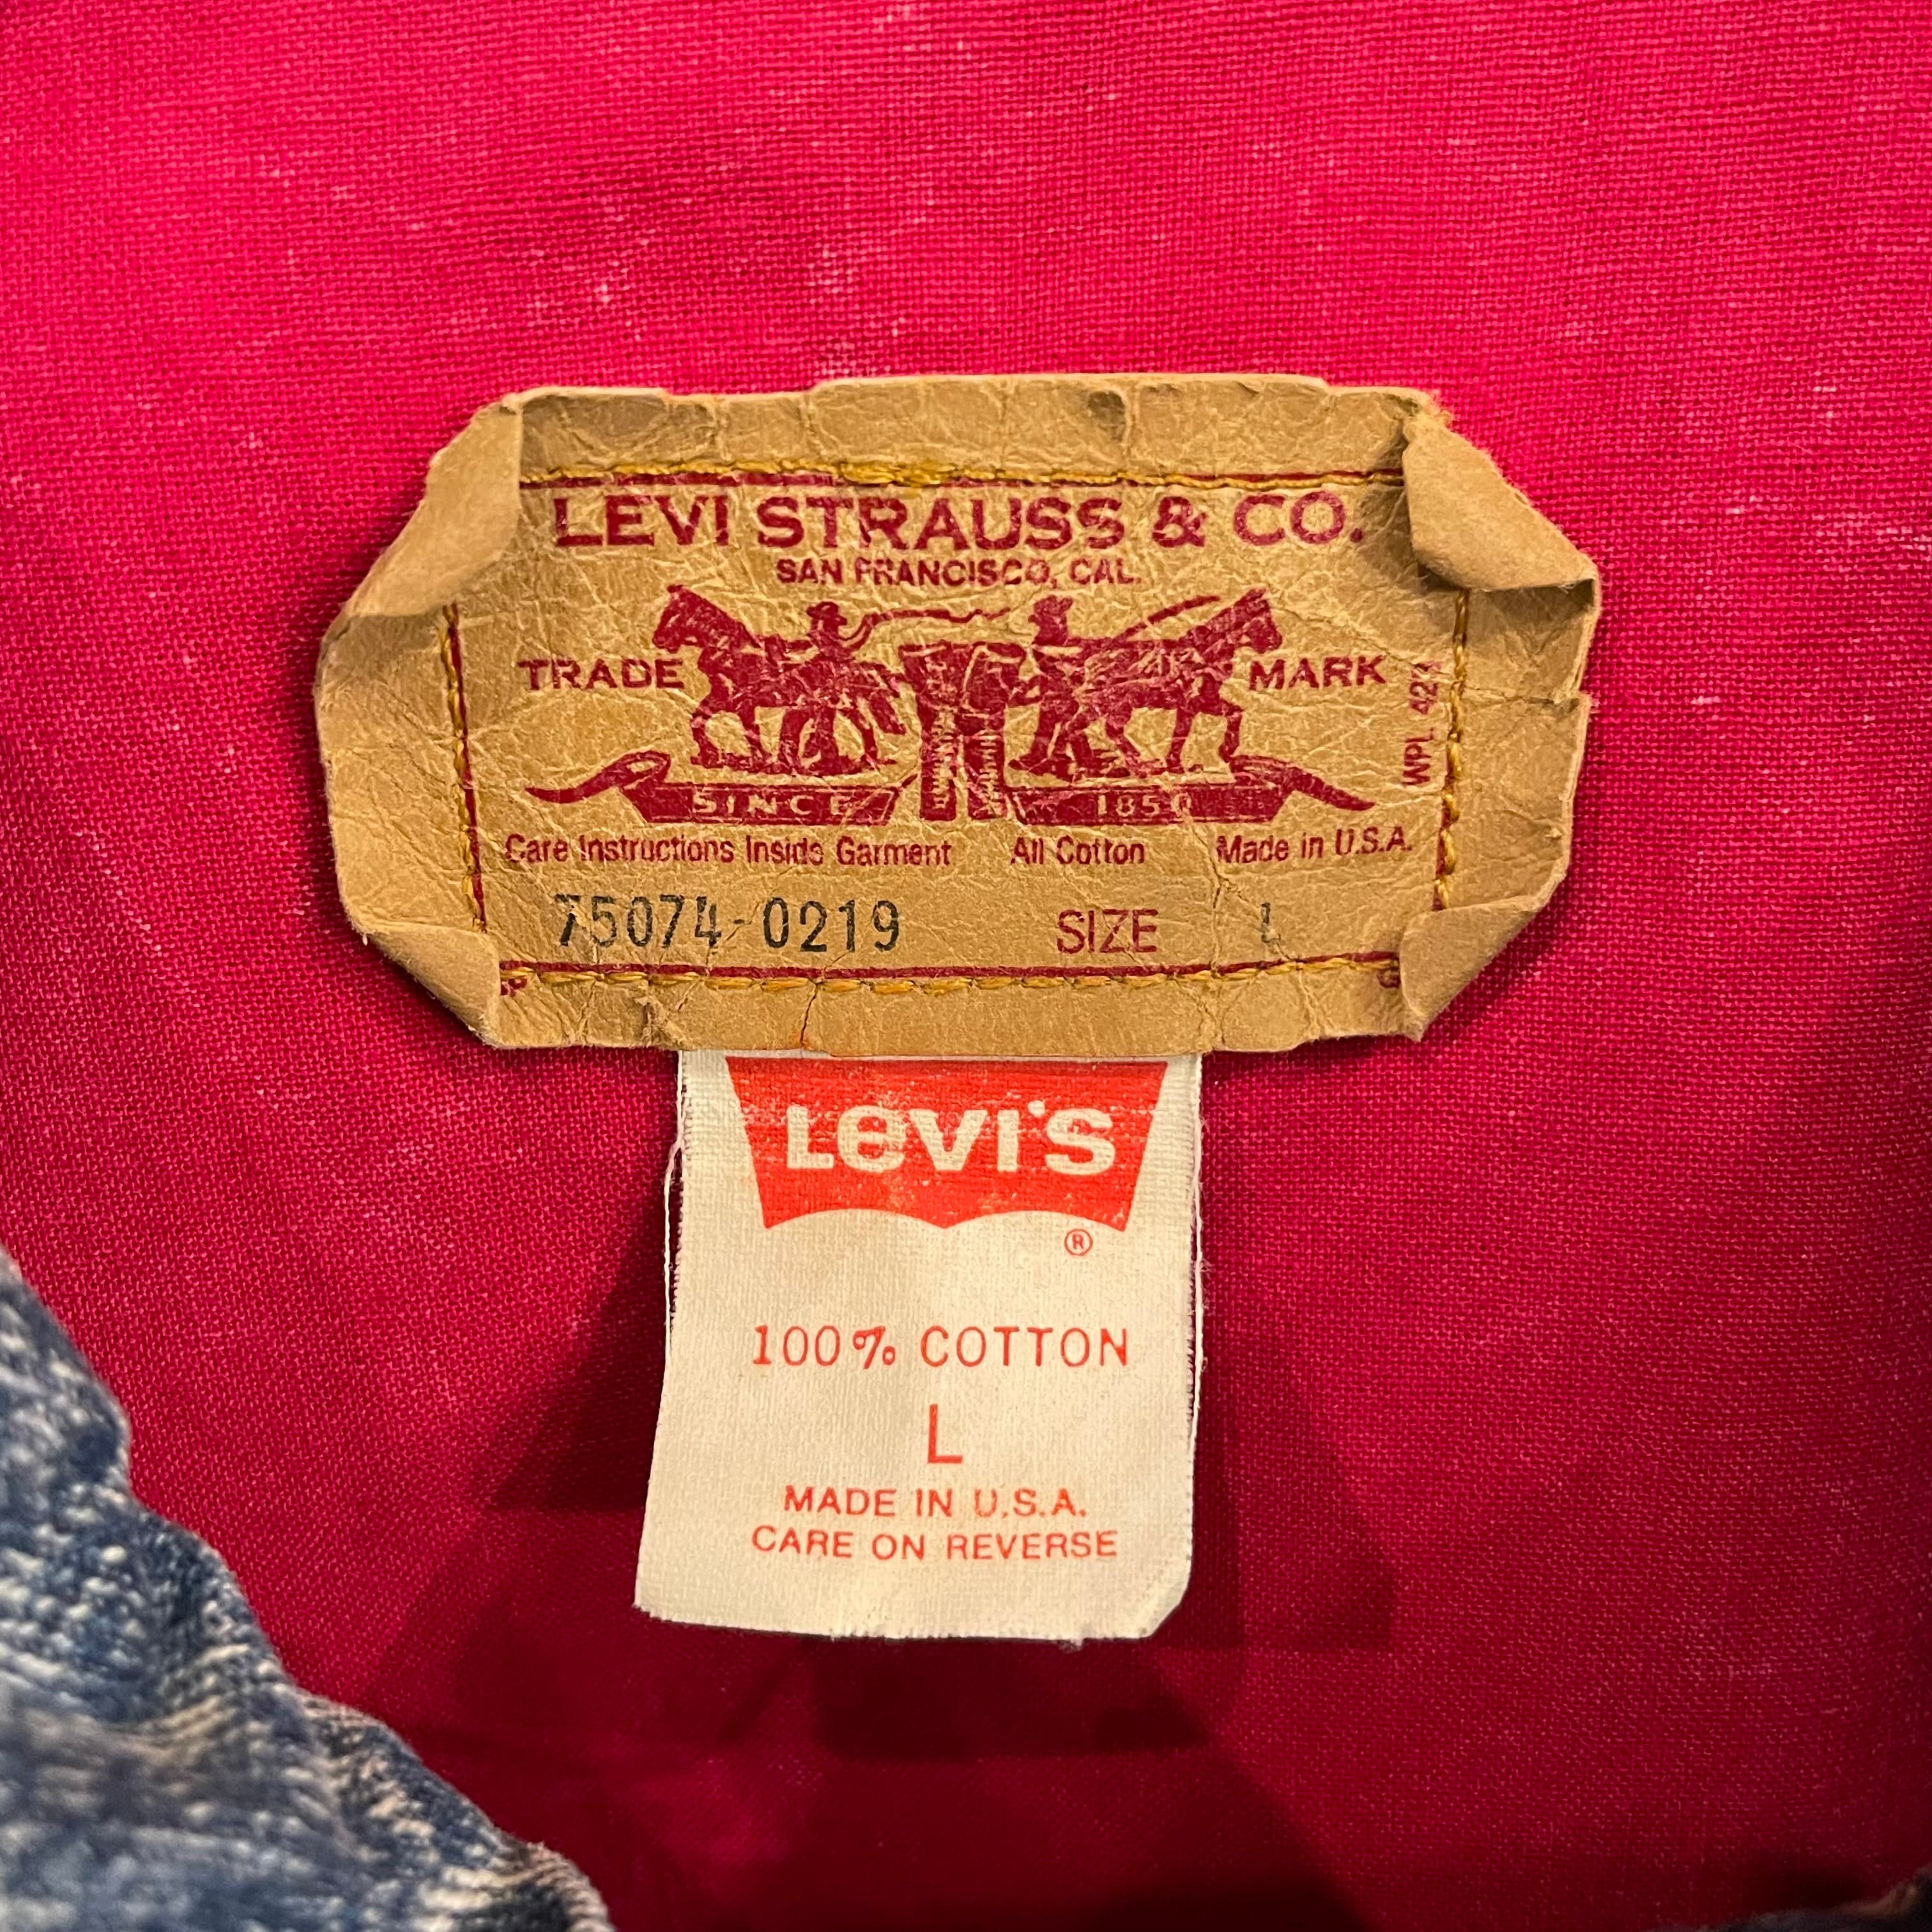 LEVI STRAUSS & CO.
SAN FRANCISCO, CAL.
TRADE MARK
SINCE 1850
WPL 423
Care Instructions Inside Garment All Cotton Made in U.S.A.
75074-0219 SIZE L
LEVI'S
®
100% COTTON
L
MADE IN U.S.A.
CARE ON REVERSE